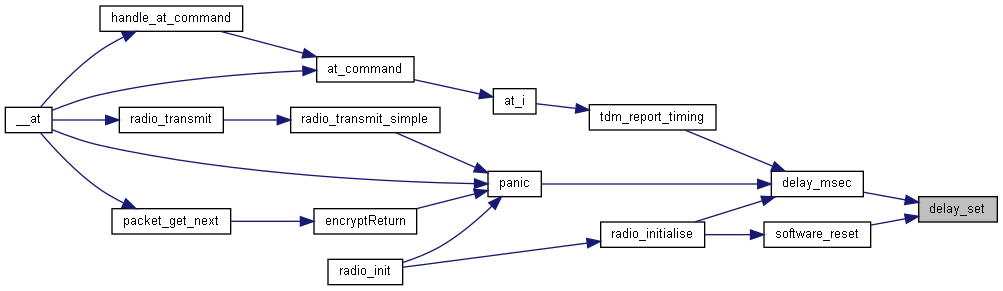 handle_at_command
at_command
at_i
__at
radio_transmit
radio_transmit_simple
tdm_report_timing
panic
delay_msec
delay_set
packet_get_next
encryptReturn
radio_initialise
software_reset
radio_init